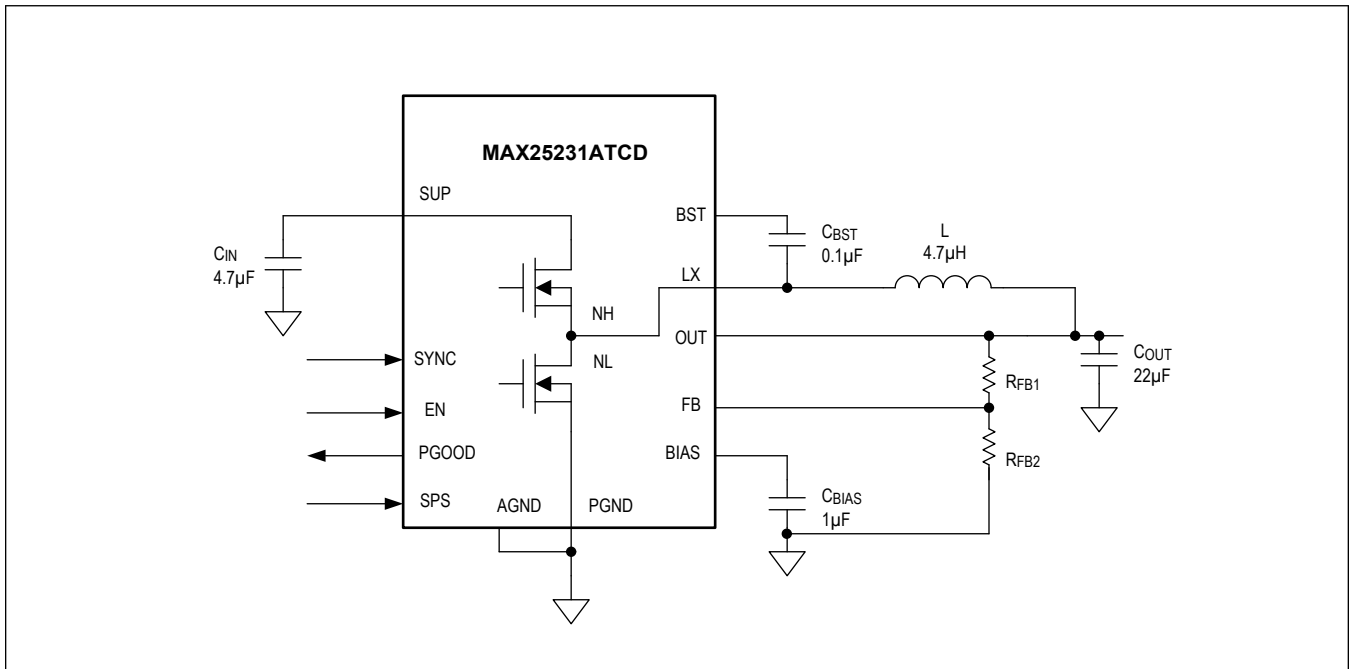 MAX25231ATCD
SUP
BST
CBST
0.1µF
L
4.7µH
CIN
4.7µF
LX
NH
OUT
COUT
22µF
SYNC
NL
RFB1
EN
FB
PGOOD
BIAS
RFB2
SPS
AGND
PGND
CBIAS
1µF